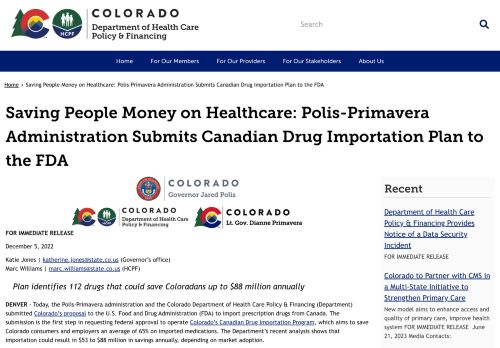 COLORADO
Department of Health Care
Policy & Financing
HCPF
Search
Home
For Our Members
For Our Providers
For Our Stakeholders
About Us
Home › Saving People Money on Healthcare: Polis-Primavera Administration Submits Canadian Drug Importation Plan to the FDA
Saving People Money on Healthcare: Polis-Primavera
Administration Submits Canadian Drug Importation Plan to
the FDA
COLORADO
Governor Jared Polis
COLORADO
Department of Health Care
Policy & Financing
HCPF
COLORADO
Lt. Gov. Dianne Primavera
FOR IMMEDIATE RELEASE
December 5, 2022
Katie Jones | katherine.jones@state.co.us (Governor's office)
Marc Williams | marc.williams@state.co.us (HCPF)
Plan identifies 112 drugs that could save Coloradans up to $88 million annually
DENVER - Today, the Polis-Primavera administration and the Colorado Department of Health Care Policy & Financing (Department)
submitted Colorado's proposal to the U.S. Food and Drug Administration (FDA) to import prescription drugs from Canada. The
submission is the first step in requesting federal approval to operate Colorado's Canadian Drug Importation Program, which aims to save
Colorado consumers and employers an average of 65% on imported medications. The Department's recent analysis shows that
importation could result in $53 to $88 million in savings annually, depending on market adoption.
Recent
Department of Health Care
Policy & Financing Provides
Notice of a Data Security
Incident
FOR IMMEDIATE RELEASE
Colorado to Partner with CMS in
a Multi-State Initiative to
Strengthen Primary Care
New model aims to enhance access and
quality of primary care, improve health
system FOR IMMEDIATE RELEASE June
21, 2023 Media Contacts: